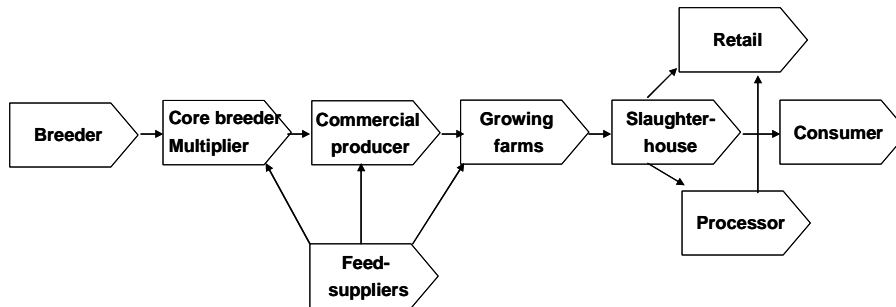 Retail
Breeder
Core breeder
Multiplier
Commercial
producer
Growing
farms
Slaughter-
house
Consumer
Processor
Feed-
suppliers